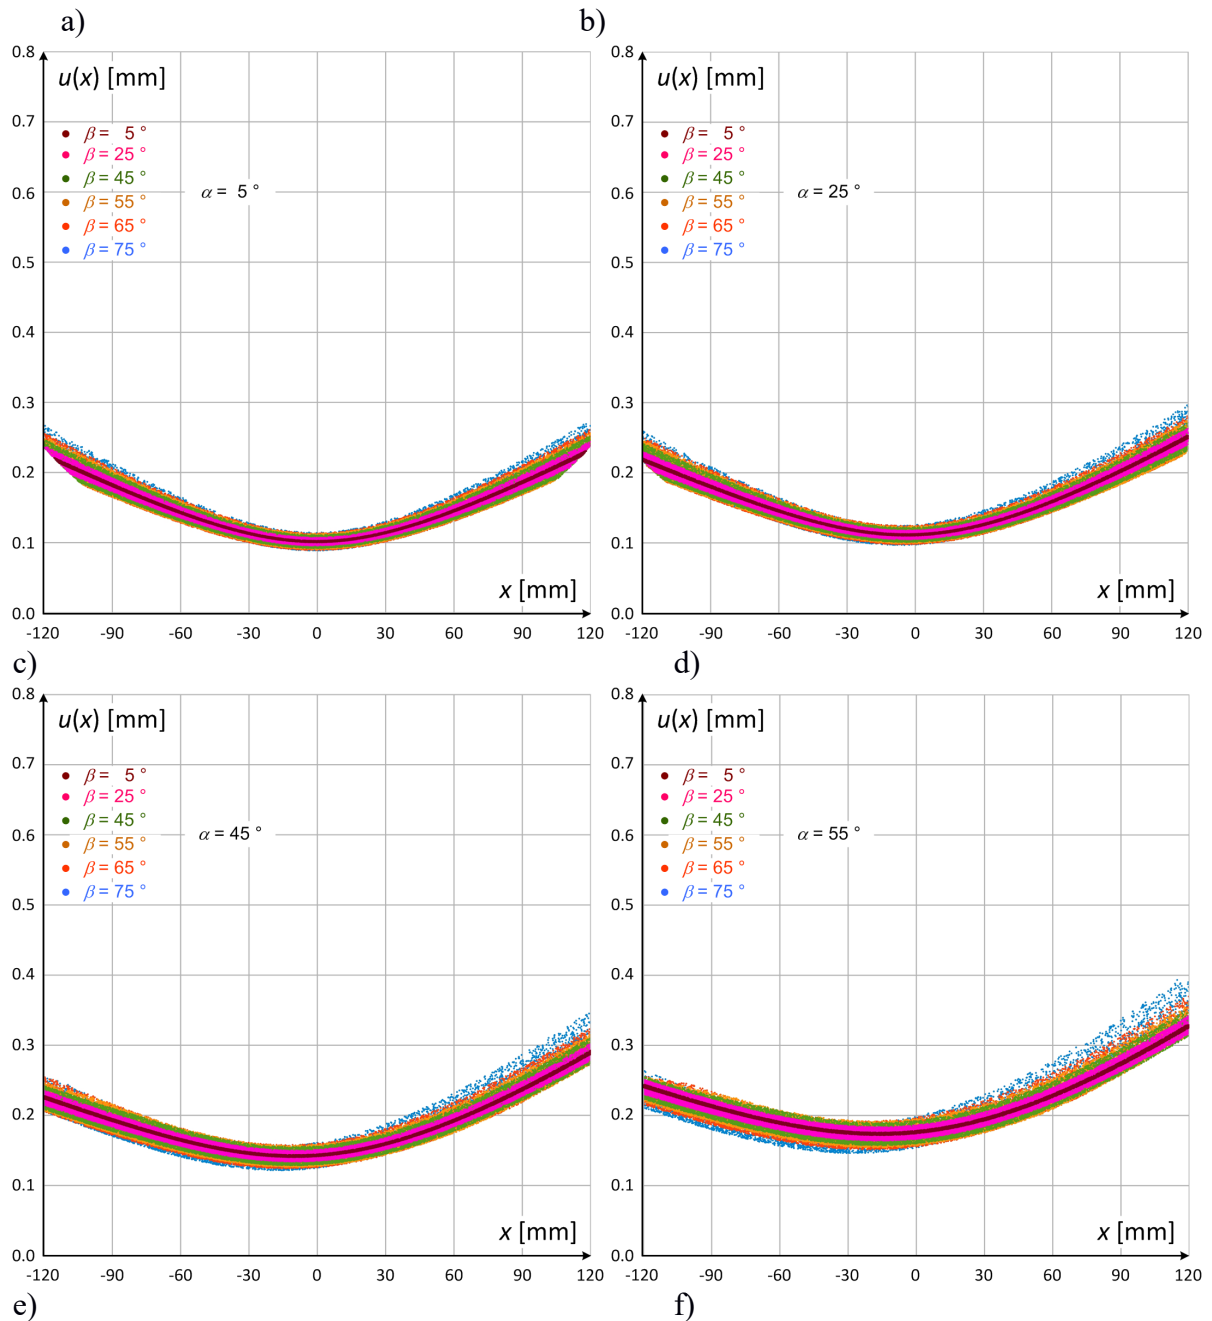 a)
b)
0.8
u(x) [mm]
0.7
β = 5 °
β = 25 °
β = 45 °
β = 55 °
β = 65 °
β = 75 °
α = 5 °
0.6
0.5
0.4
0.3
0.2
0.1
0.0
x [mm]
-120 -90 -60 -30 0 30 60 90 120
0.8
u(x) [mm]
0.7
β = 5 °
β = 25 °
β = 45 °
β = 55 °
β = 65 °
β = 75 °
α = 25 °
0.6
0.5
0.4
0.3
0.2
0.1
0.0
x [mm]
-120 -90 -60 -30 0 30 60 90 120
c)
d)
0.8
u(x) [mm]
0.7
β = 5 °
β = 25 °
β = 45 °
β = 55 °
β = 65 °
β = 75 °
α = 45 °
0.6
0.5
0.4
0.3
0.2
0.1
0.0
x [mm]
-120 -90 -60 -30 0 30 60 90 120
0.8
u(x) [mm]
0.7
β = 5 °
β = 25 °
β = 45 °
β = 55 °
β = 65 °
β = 75 °
α = 55 °
0.6
0.5
0.4
0.3
0.2
0.1
0.0
x [mm]
-120 -90 -60 -30 0 30 60 90 120
e)
f)